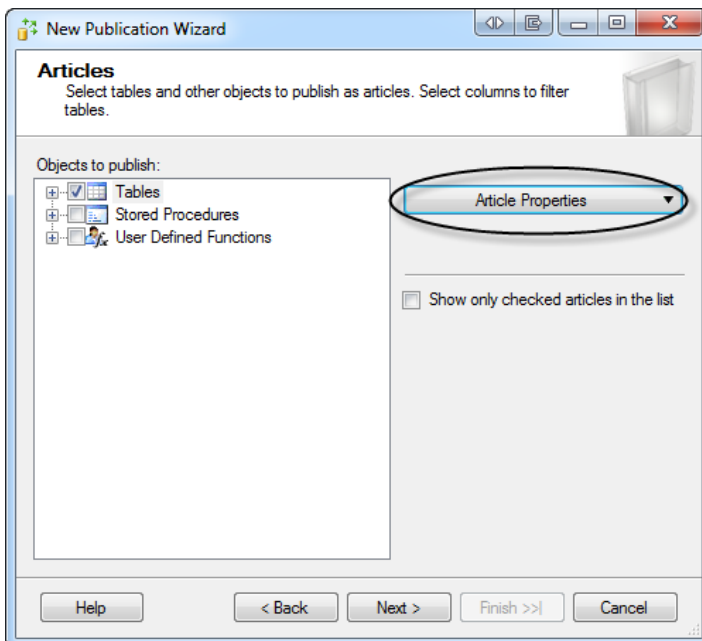 New Publication Wizard
Articles
Select tables and other objects to publish as articles. Select columns to filter
tables.
Objects to publish:
Tables
Stored Procedures
User Defined Functions
Article Properties
Show only checked articles in the list
Help
< Back
Next >
Finish >>|
Cancel